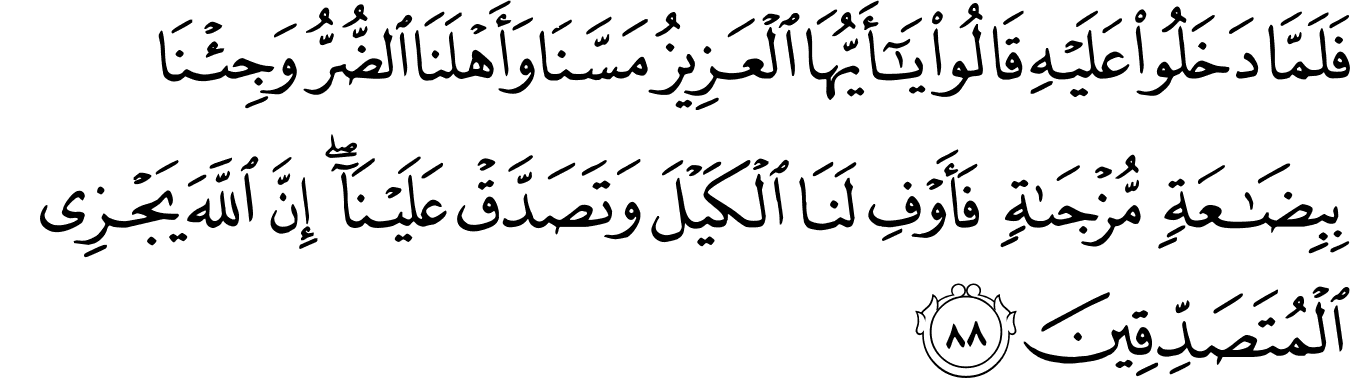 فَلَمَّا دَخَلُوا۟ عَلَيْهِ قَالُوا۟ يَـٰٓأَيُّهَا ٱلْعَزِيزُ مَسَّنَا وَأَهْلَنَا ٱلضُّرُّ وَجِئْنَا
بِبِضَـٰعَةٍ مُّزْجَىٰةٍ فَأَوْفِ لَنَا ٱلْكَيْلَ وَتَصَدَّقْ عَلَيْنَآ ۖ إِنَّ ٱللَّهَ يَجْزِى
ٱلْمُتَصَدِّقِينَ ٨٨